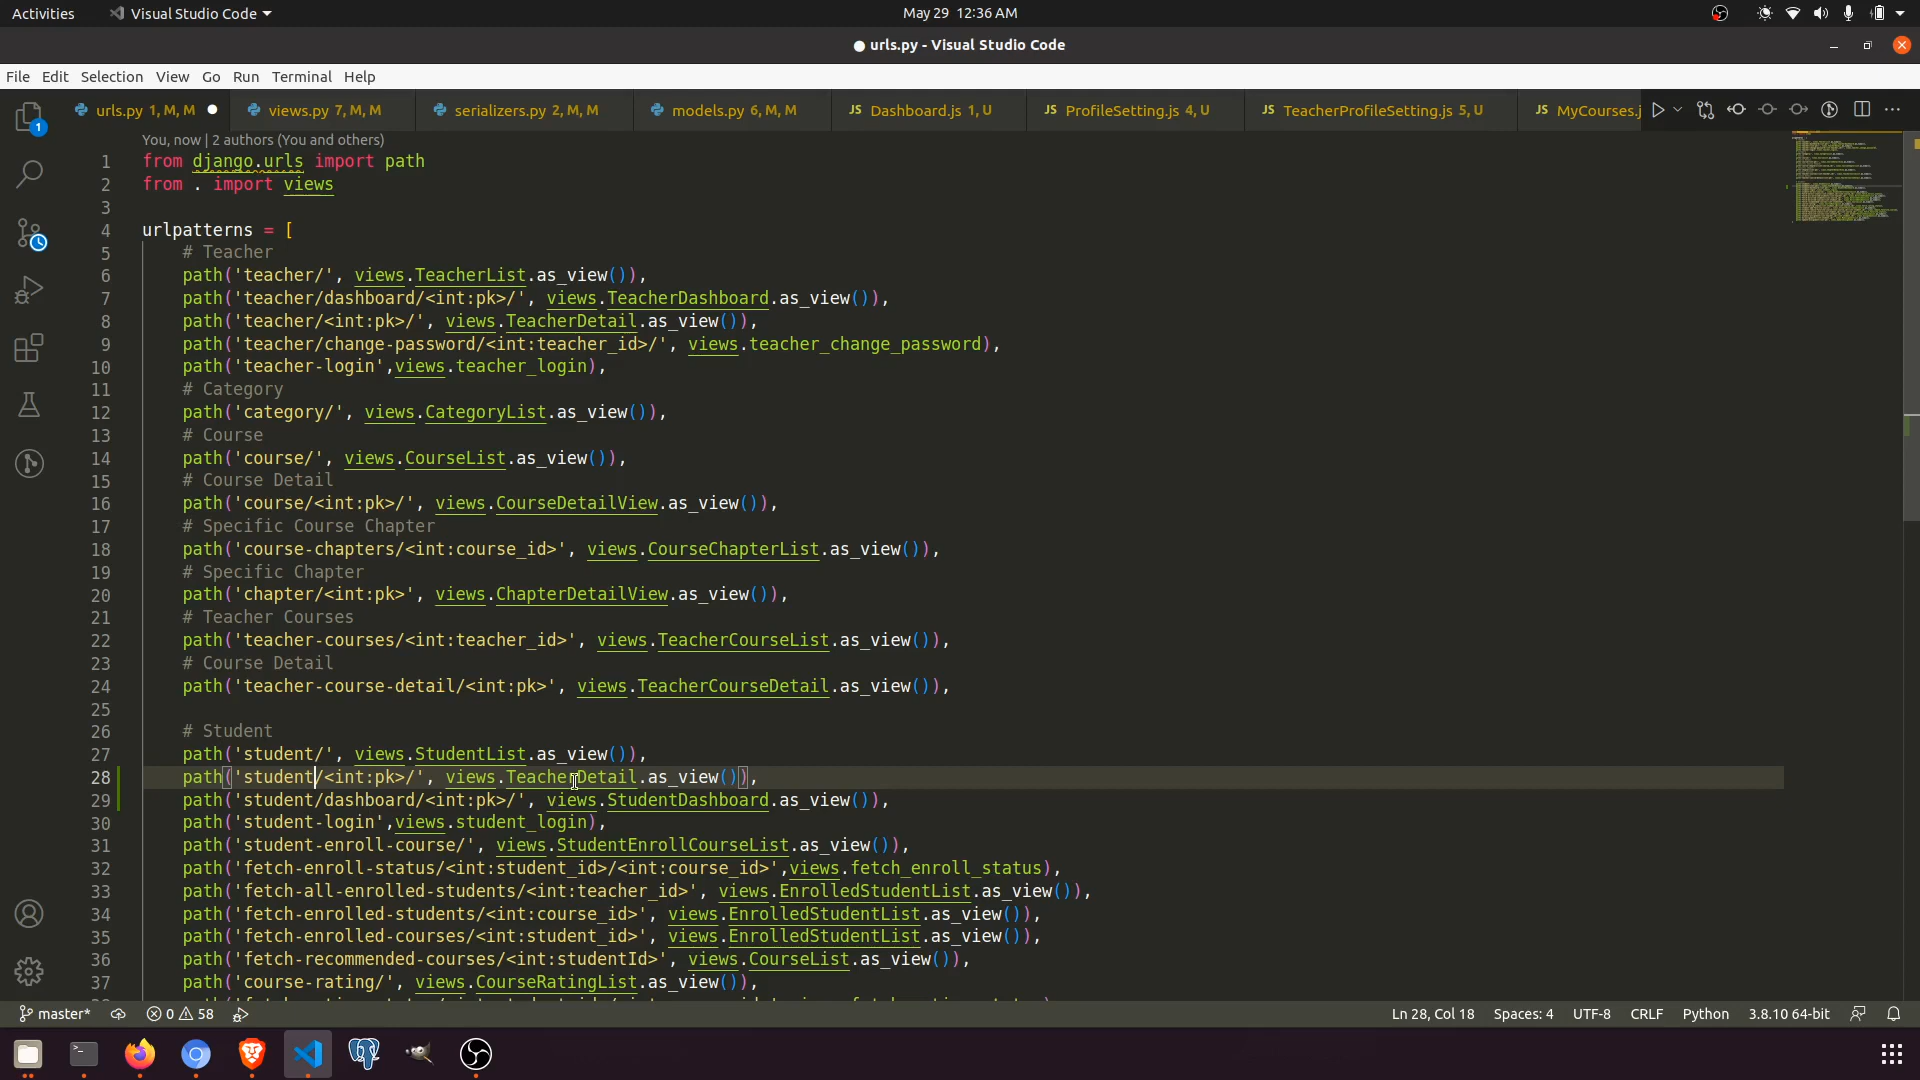 Activities Visual Studio Code May 29 12:36 AM
urls.py - Visual Studio Code
File Edit Selection View Go Run Terminal Help
urls.py 1, M, M views.py 7, M, M serializers.py 2, M, M models.py 6, M, M JS Dashboard.js 1, U JS ProfileSetting.js 4, U JS TeacherProfileSetting.js 5, U JS MyCourses.j
1
You, now | 2 authors (You and others)
1 from django.urls import path
2 from . import views
3
4 urlpatterns = [
5 # Teacher
6 path('teacher/', views.TeacherList.as_view()),
7 path('teacher/dashboard/<int:pk>/', views.TeacherDashboard.as_view()),
8 path('teacher/<int:pk>/', views.TeacherDetail.as_view()),
9 path('teacher/change-password/<int:teacher_id>/', views.teacher_change_password),
10 path('teacher-login',views.teacher_login),
11 # Category
12 path('category/', views.CategoryList.as_view()),
13 # Course
14 path('course/', views.CourseList.as_view()),
15 # Course Detail
16 path('course/<int:pk>/', views.CourseDetailView.as_view()),
17 # Specific Course Chapter
18 path('course-chapters/<int:course_id>', views.CourseChapterList.as_view()),
19 # Specific Chapter
20 path('chapter/<int:pk>', views.ChapterDetailView.as_view()),
21 # Teacher Courses
22 path('teacher-courses/<int:teacher_id>', views.TeacherCourseList.as_view()),
23 # Course Detail
24 path('teacher-course-detail/<int:pk>', views.TeacherCourseDetail.as_view()),
25
26 # Student
27 path('student/', views.StudentList.as_view()),
28 path('student/<int:pk>/', views.TeacherDetail.as_view()),
29 path('student/dashboard/<int:pk>/', views.StudentDashboard.as_view()),
30 path('student-login',views.student_login),
31 path('student-enroll-course/', views.StudentEnrollCourseList.as_view()),
32 path('fetch-enroll-status/<int:student_id>/<int:course_id>',views.fetch_enroll_status),
33 path('fetch-all-enrolled-students/<int:teacher_id>', views.EnrolledStudentList.as_view()),
34 path('fetch-enrolled-students/<int:course_id>', views.EnrolledStudentList.as_view()),
35 path('fetch-enrolled-courses/<int:student_id>', views.EnrolledStudentList.as_view()),
36 path('fetch-recommended-courses/<int:studentId>', views.CourseList.as_view()),
37 path('course-rating/', views.CourseRatingList.as_view()),
master* 0 58 Ln 28, Col 18 Spaces: 4 UTF-8 CRLF Python 3.8.10 64-bit